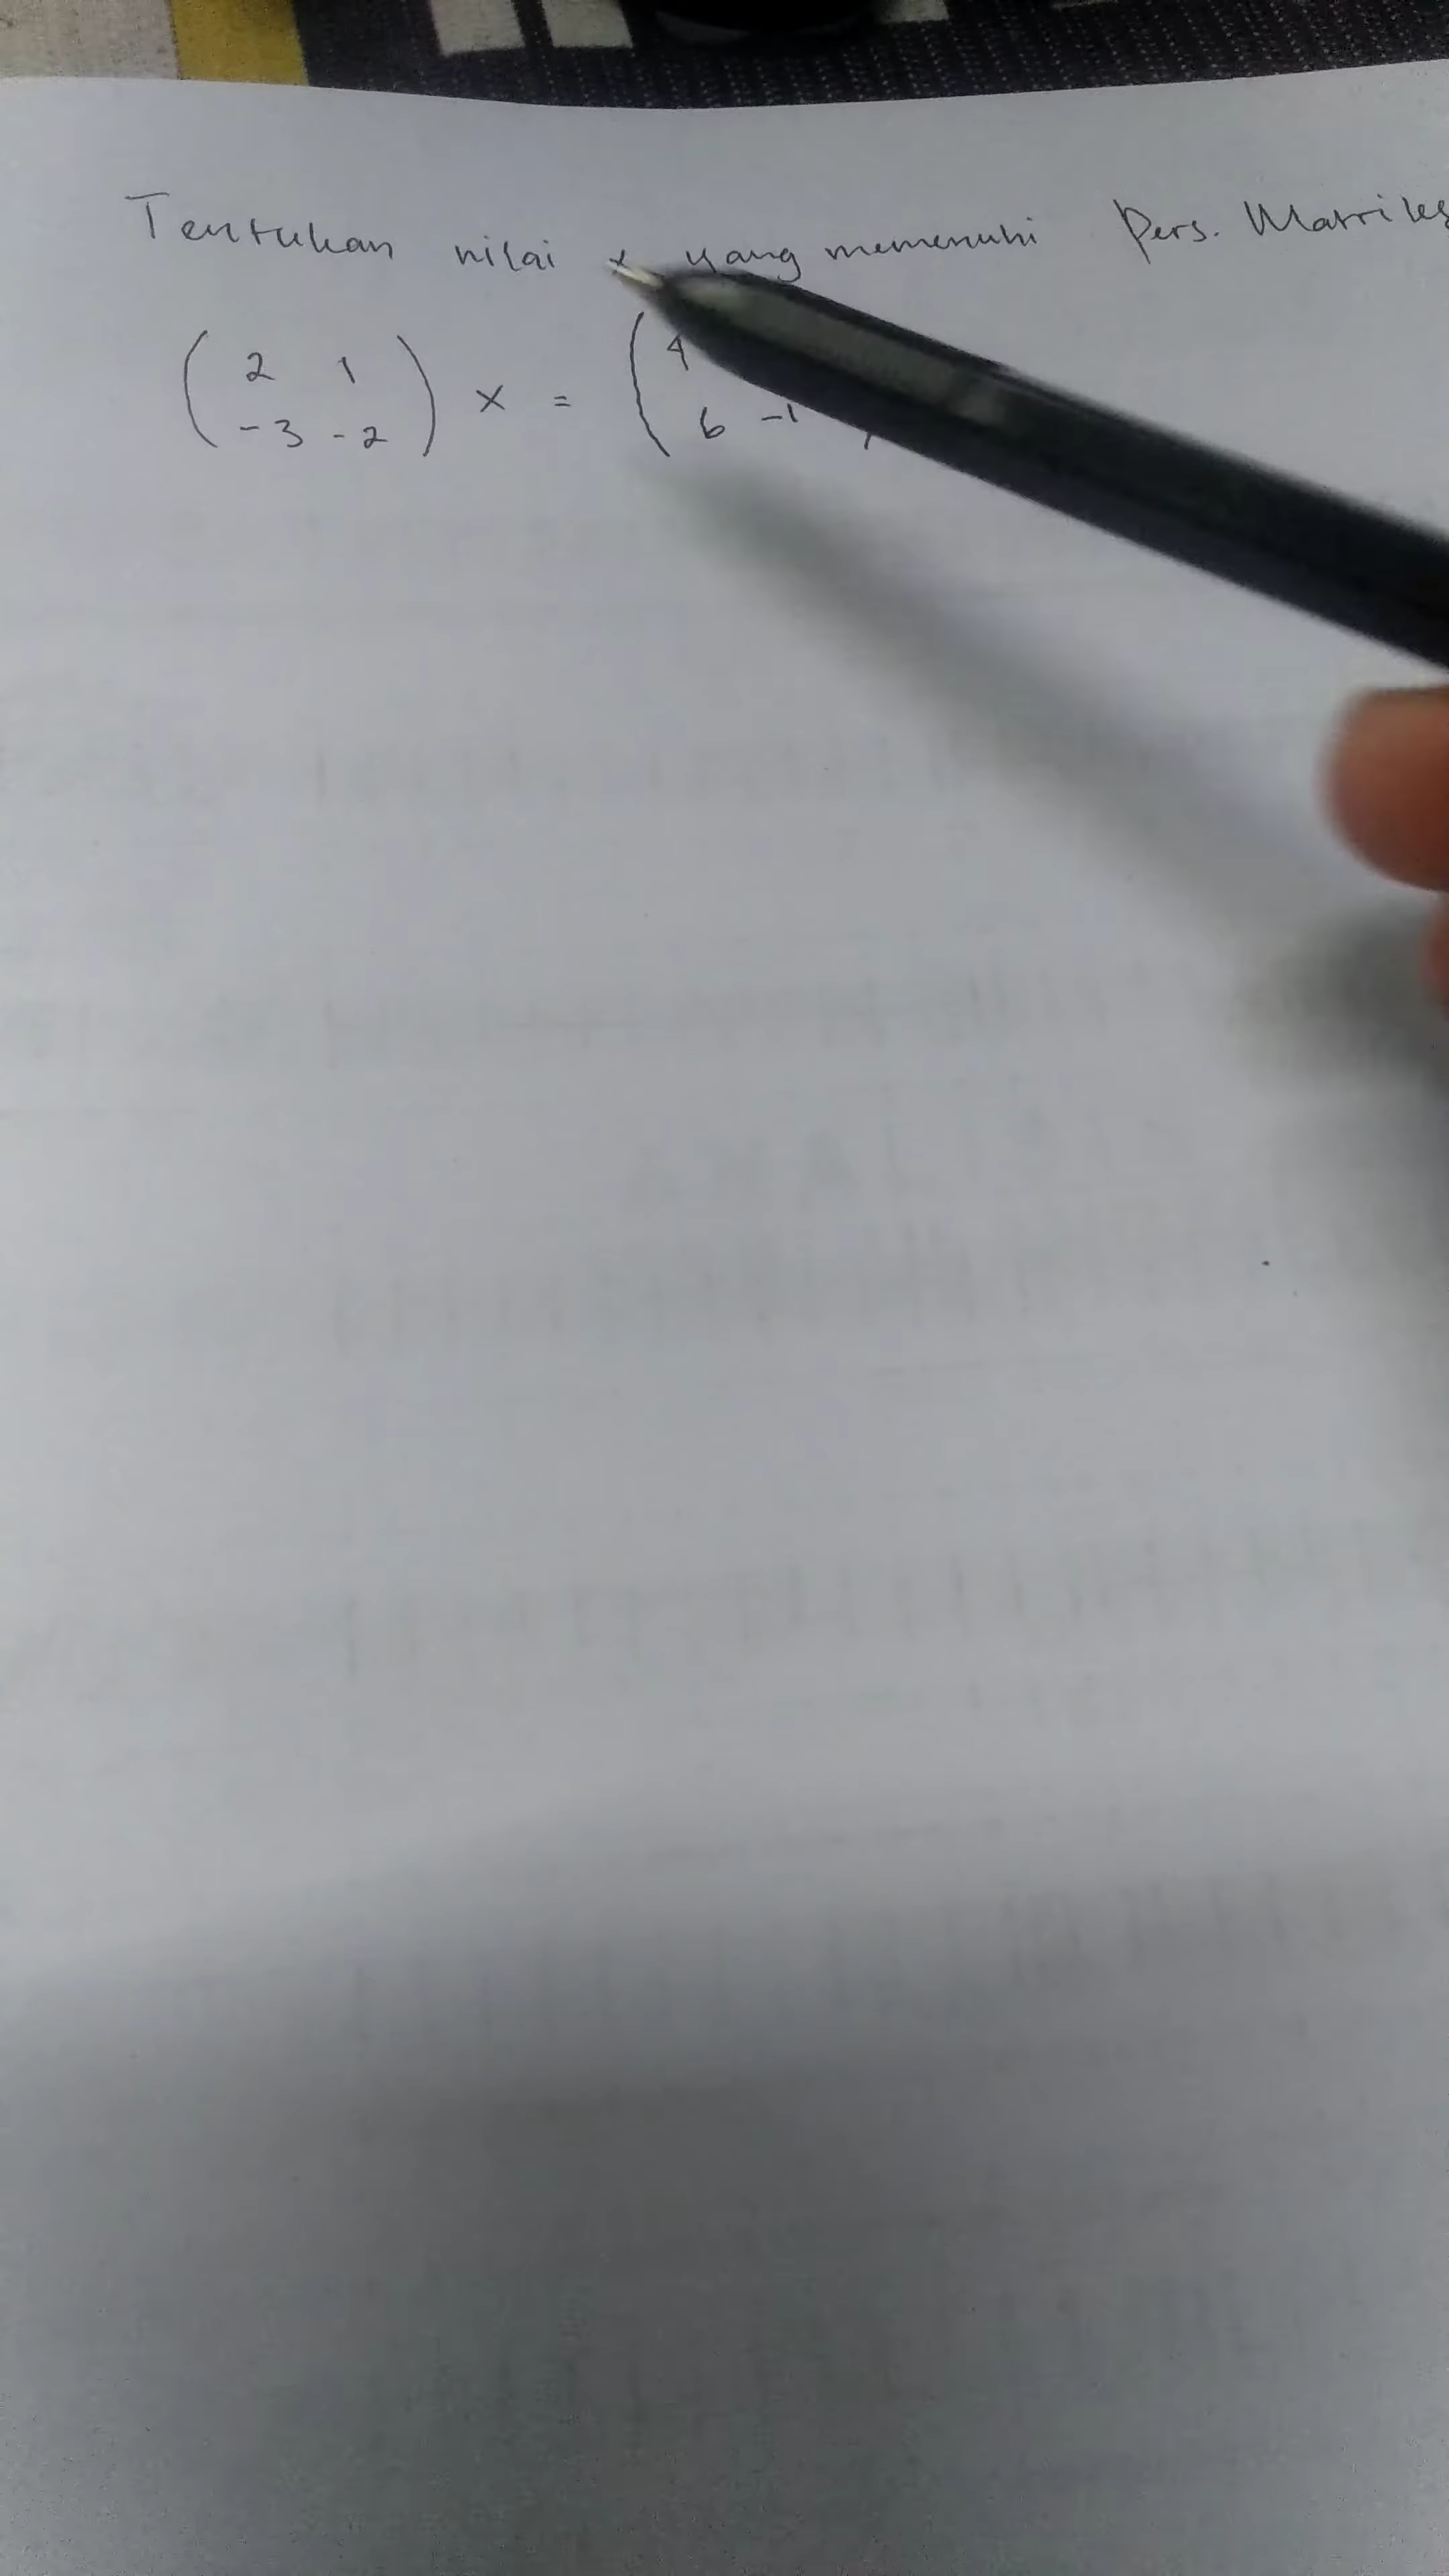 Tentukan nilai x yang memenuhi Pers. Matriks
( 2 1 ) x = ( 4
-3 -2 6 -1